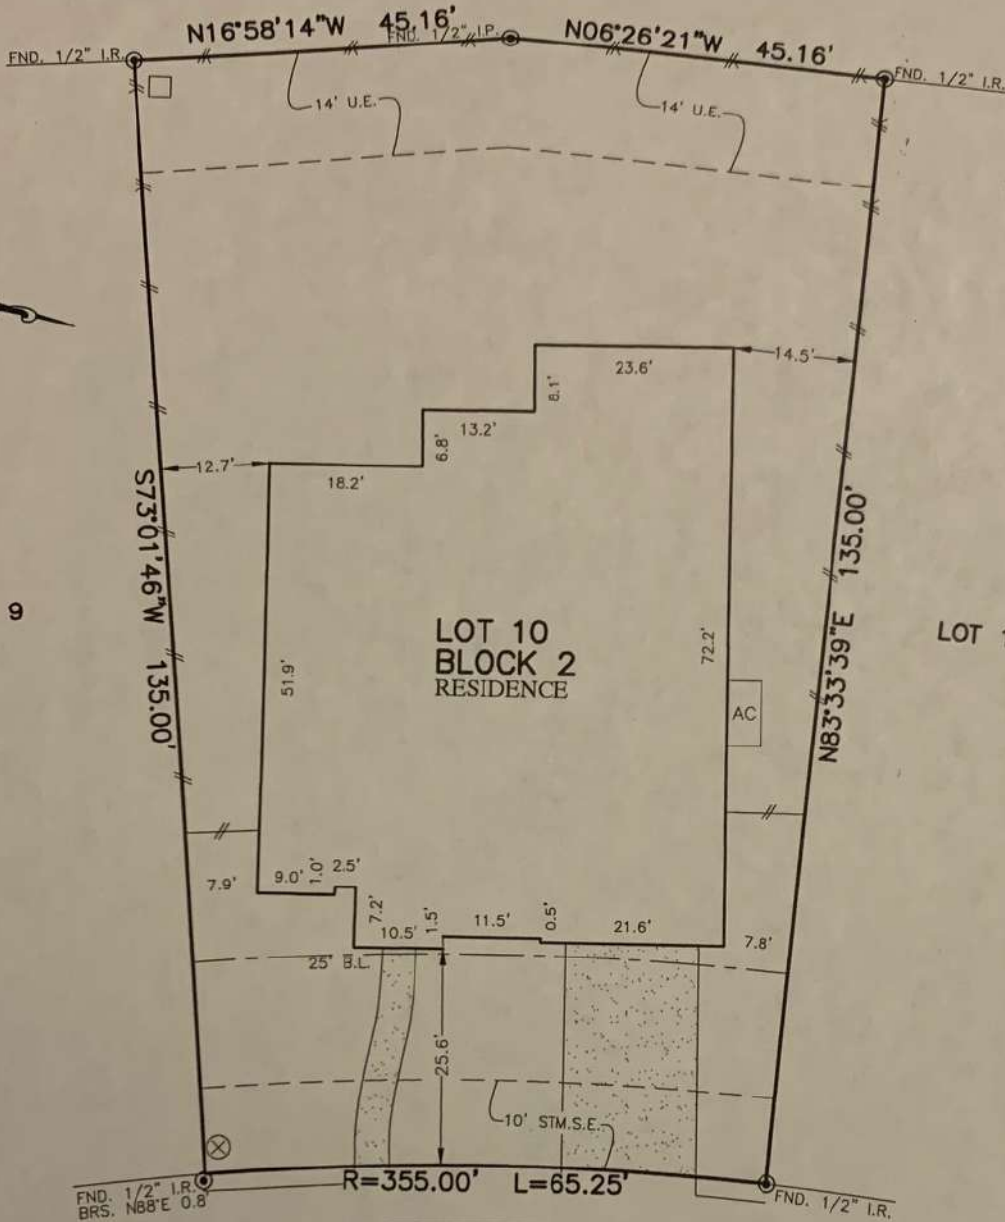 N16°58'14"W 45.16'
N06°26'21"W 45.16'
FND. 1/2" I.R.
FND. 1/2" I.P.
FND. 1/2" I.R.
14' U.E.
14' U.E.
23.6'
14.5'
6.1'
13.2'
6.8'
12.7'
18.2'
S73°01'46"W 135.00'
N83°33'39"E 135.00'
9
LOT 10
BLOCK 2
RESIDENCE
LOT
51.9'
72.2'
AC
7.9'
9.0'
1.0'
2.5'
7.2'
10.5'
1.5'
11.5'
0.5'
21.6'
7.8'
25' B.L.
25.6'
10' STM.S.E.
R=355.00' L=65.25'
FND. 1/2" I.R.
BRS. N88°E 0.8'
FND. 1/2" I.R.